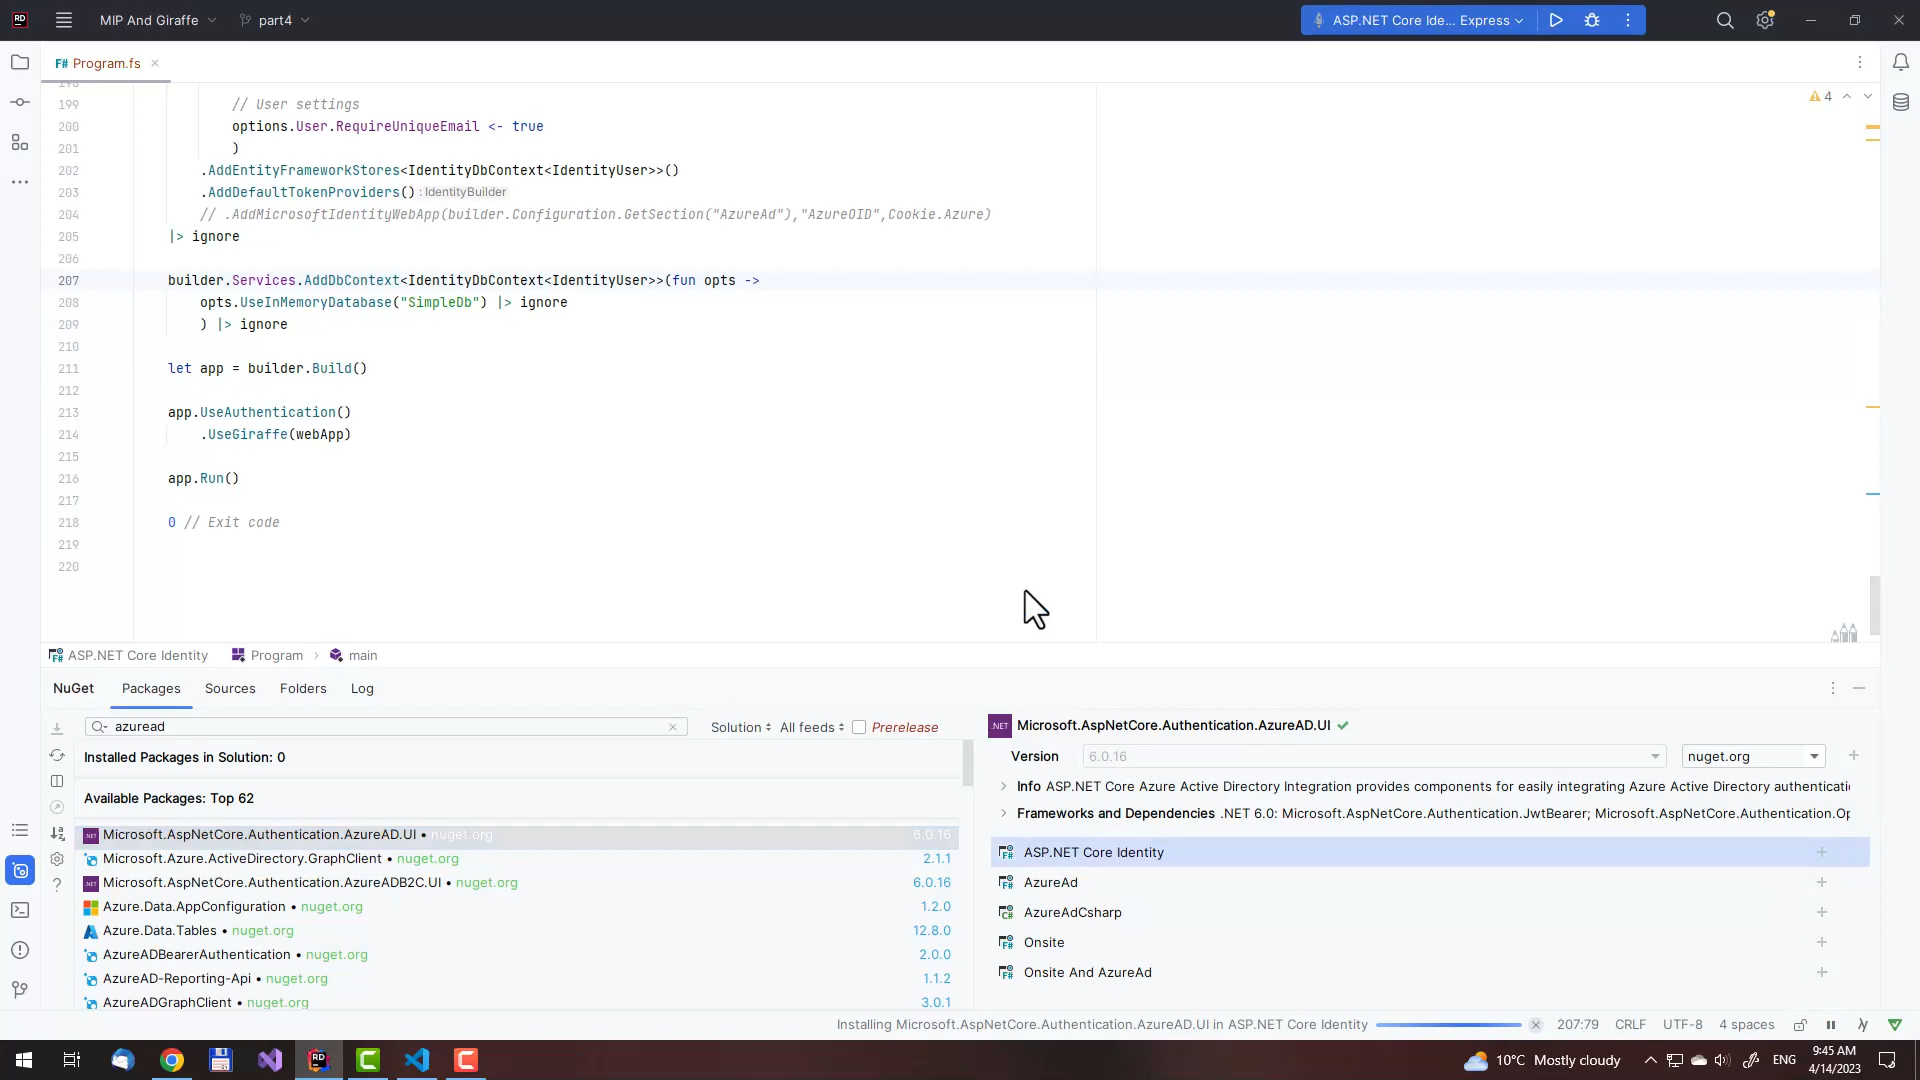 RD
MIP And Giraffe
part4
ASP.NET Core Ide... Express
F# Program.fs
199
200
201
202
203
204
205
206
207
208
209
210
211
212
213
214
215
216
217
218
219
220
// User settings
options.User.RequireUniqueEmail <- true
)
.AddEntityFrameworkStores<IdentityDbContext<IdentityUser>>()
.AddDefaultTokenProviders() : IdentityBuilder
// .AddMicrosoftIdentityWebApp(builder.Configuration.GetSection("AzureAd"),"AzureOID",Cookie.Azure)
|> ignore
builder.Services.AddDbContext<IdentityDbContext<IdentityUser>>(fun opts ->
opts.UseInMemoryDatabase("SimpleDb") |> ignore
) |> ignore
let app = builder.Build()
app.UseAuthentication()
.UseGiraffe(webApp)
app.Run()
0 // Exit code
4
ASP.NET Core Identity Program > main
NuGet Packages Sources Folders Log
azuread
Solution All feeds Prerelease
Installed Packages in Solution: 0
Available Packages: Top 62
Microsoft.AspNetCore.Authentication.AzureAD.UI • nuget.org 6.0.16
Microsoft.Azure.ActiveDirectory.GraphClient • nuget.org 2.1.1
Microsoft.AspNetCore.Authentication.AzureADB2C.UI • nuget.org 6.0.16
Azure.Data.AppConfiguration • nuget.org 1.2.0
Azure.Data.Tables • nuget.org 12.8.0
AzureADBearerAuthentication • nuget.org 2.0.0
AzureAD-Reporting-Api • nuget.org 1.1.2
AzureADGraphClient • nuget.org 3.0.1
.NET Microsoft.AspNetCore.Authentication.AzureAD.UI
Version 6.0.16 nuget.org
Info ASP.NET Core Azure Active Directory Integration provides components for easily integrating Azure Active Directory authenticati
Frameworks and Dependencies .NET 6.0: Microsoft.AspNetCore.Authentication.JwtBearer; Microsoft.AspNetCore.Authentication.Op
ASP.NET Core Identity
AzureAd
AzureAdCsharp
Onsite
Onsite And AzureAd
Installing Microsoft.AspNetCore.Authentication.AzureAD.UI in ASP.NET Core Identity
207:79 CRLF UTF-8 4 spaces
10°C Mostly cloudy
ENG
9:45 AM
4/14/2023